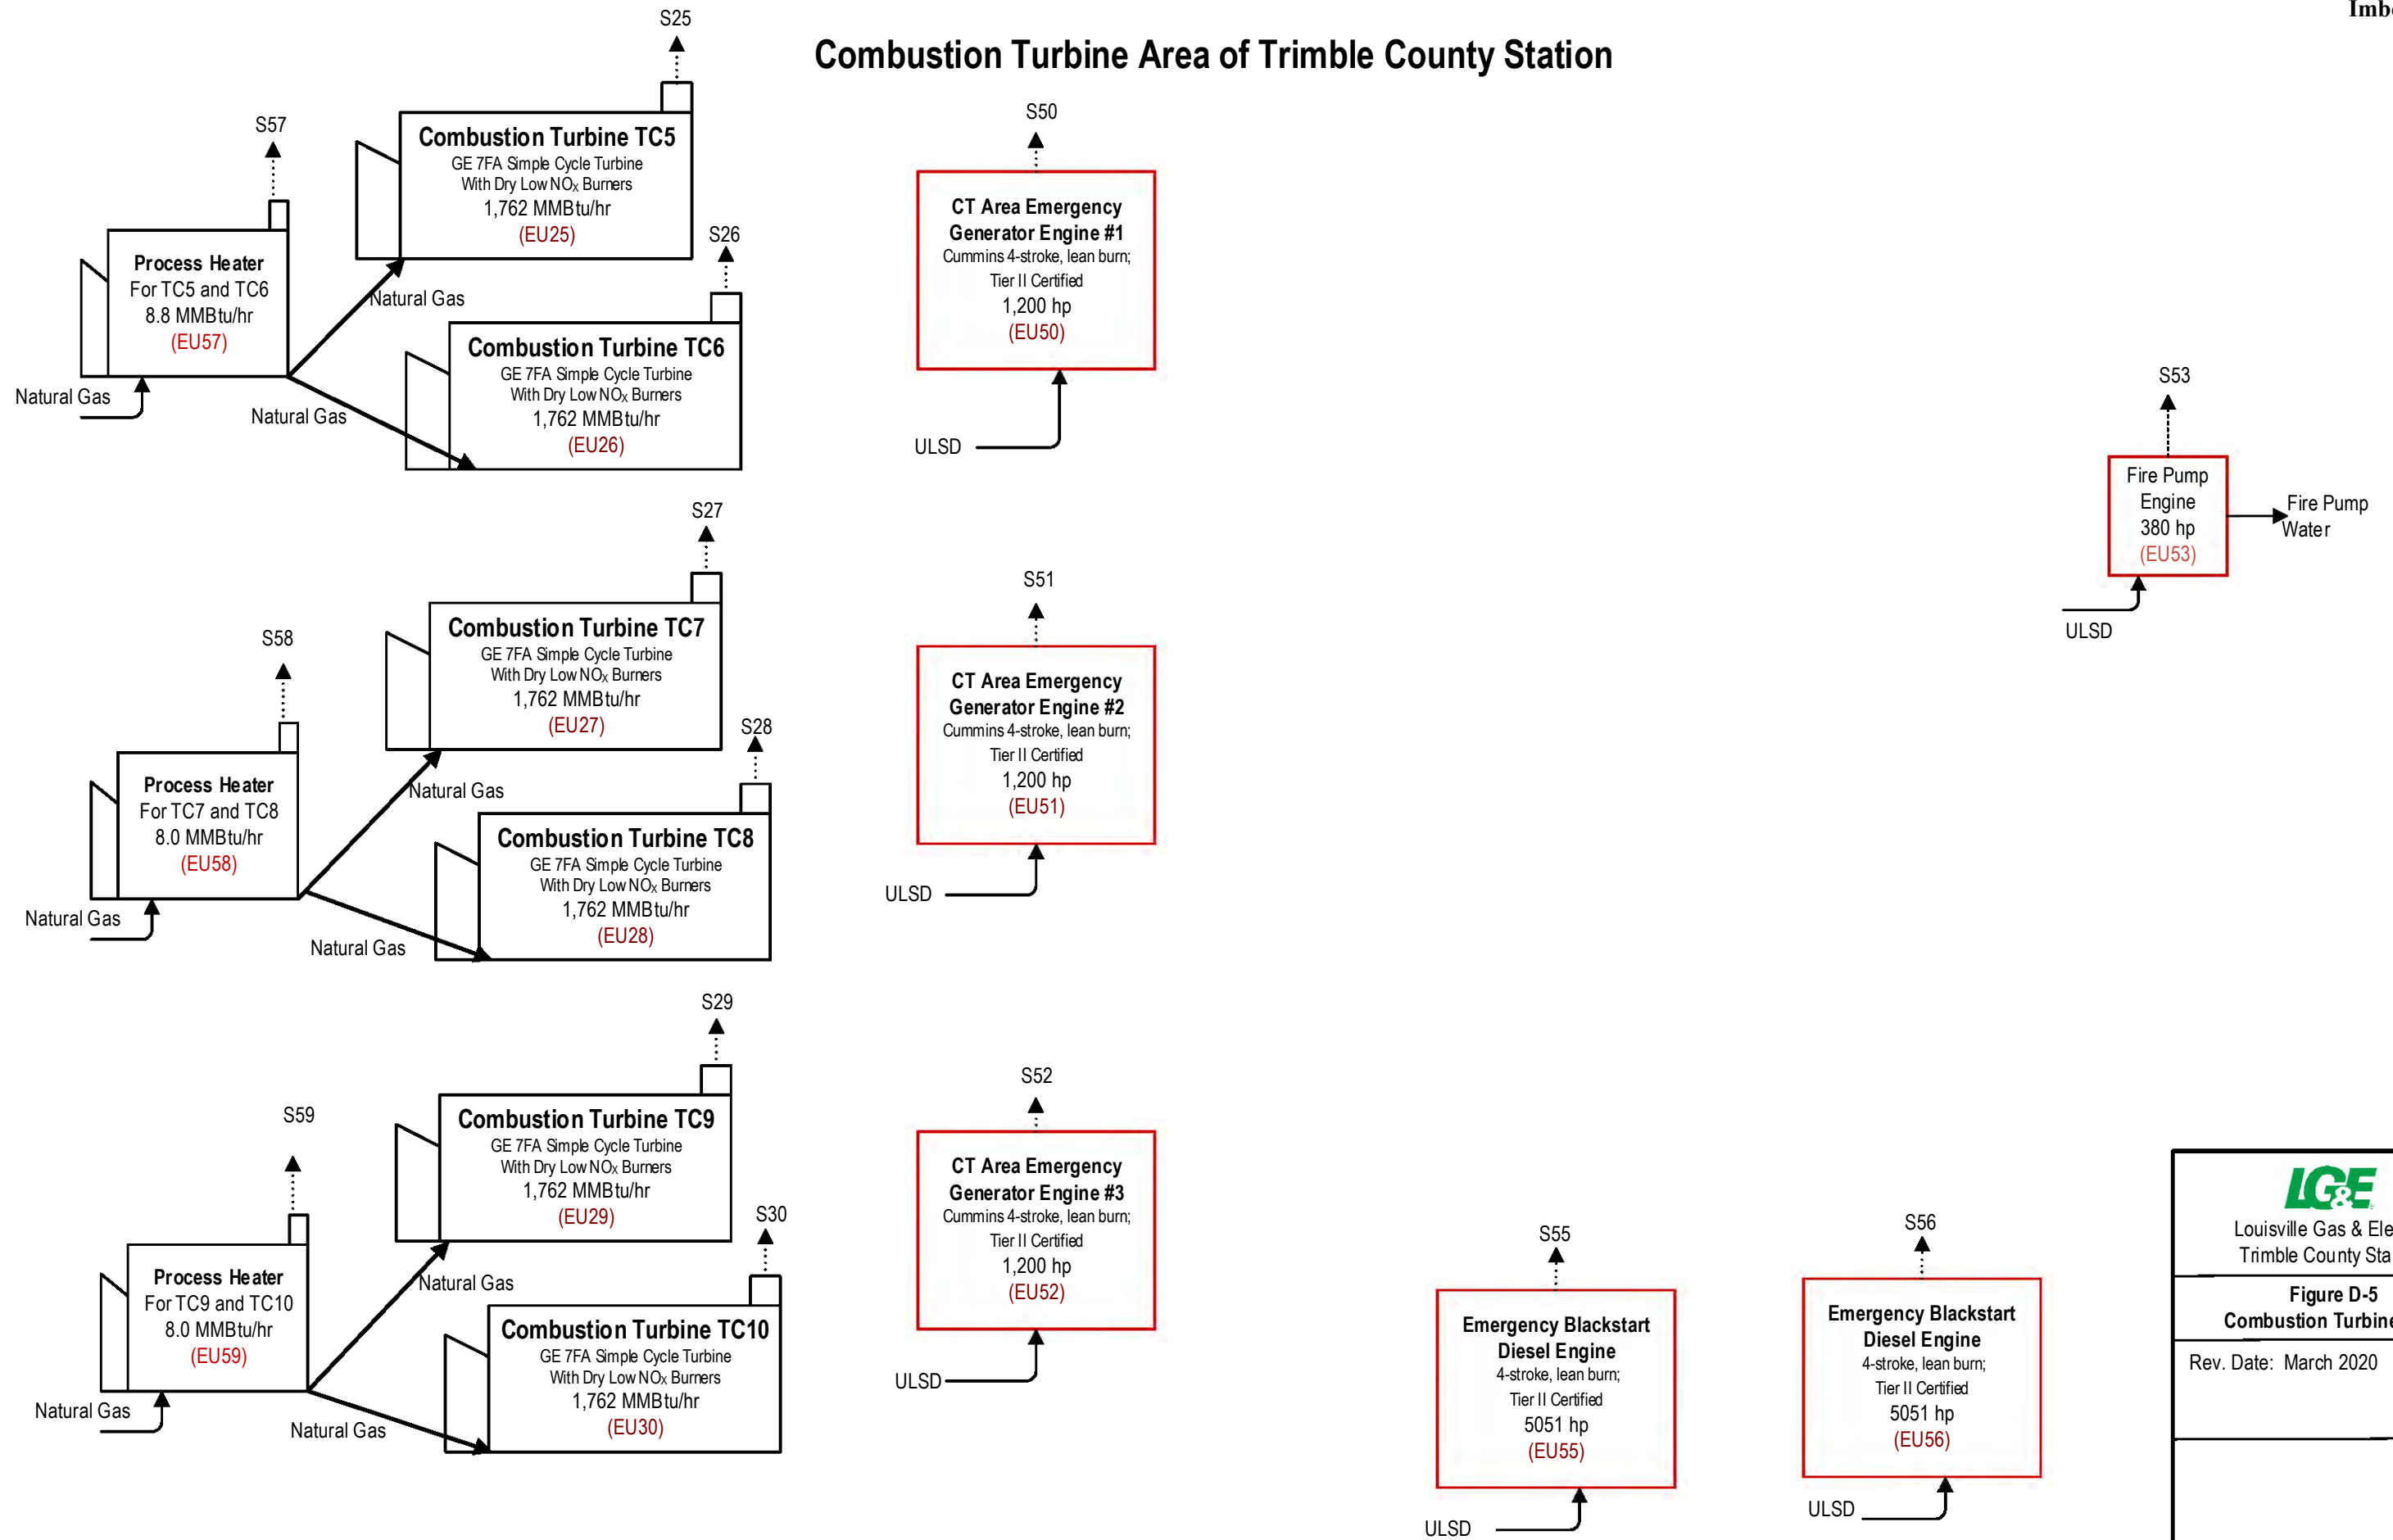 Imb
Combustion Turbine Area of Trimble County Station
S25
S57
Combustion Turbine TC5
GE 7FA Simple Cycle Turbine
With Dry Low NOx Burners
1,762 MMBtu/hr
(EU25)
Process Heater
For TC5 and TC6
8.8 MMBtu/hr
(EU57)
Natural Gas
Natural Gas
Natural Gas
S26
Combustion Turbine TC6
GE 7FA Simple Cycle Turbine
With Dry Low NOx Burners
1,762 MMBtu/hr
(EU26)
S50
CT Area Emergency
Generator Engine #1
Cummins 4-stroke, lean burn;
Tier II Certified
1,200 hp
(EU50)
ULSD
S53
Fire Pump
Engine
380 hp
(EU53)
Fire Pump
Water
ULSD
S27
S58
Combustion Turbine TC7
GE 7FA Simple Cycle Turbine
With Dry Low NOx Burners
1,762 MMBtu/hr
(EU27)
Process Heater
For TC7 and TC8
8.0 MMBtu/hr
(EU58)
Natural Gas
Natural Gas
Natural Gas
S28
Combustion Turbine TC8
GE 7FA Simple Cycle Turbine
With Dry Low NOx Burners
1,762 MMBtu/hr
(EU28)
S51
CT Area Emergency
Generator Engine #2
Cummins 4-stroke, lean burn;
Tier II Certified
1,200 hp
(EU51)
ULSD
S29
S59
Combustion Turbine TC9
GE 7FA Simple Cycle Turbine
With Dry Low NOx Burners
1,762 MMBtu/hr
(EU29)
Process Heater
For TC9 and TC10
8.0 MMBtu/hr
(EU59)
Natural Gas
Natural Gas
Natural Gas
S30
Combustion Turbine TC10
GE 7FA Simple Cycle Turbine
With Dry Low NOx Burners
1,762 MMBtu/hr
(EU30)
S52
CT Area Emergency
Generator Engine #3
Cummins 4-stroke, lean burn;
Tier II Certified
1,200 hp
(EU52)
ULSD
S55
Emergency Blackstart
Diesel Engine
4-stroke, lean burn;
Tier II Certified
5051 hp
(EU55)
ULSD
S56
Emergency Blackstart
Diesel Engine
4-stroke, lean burn;
Tier II Certified
5051 hp
(EU56)
ULSD
LG&E
Louisville Gas & Ele
Trimble County Sta
Figure D-5
Combustion Turbine
Rev. Date: March 2020